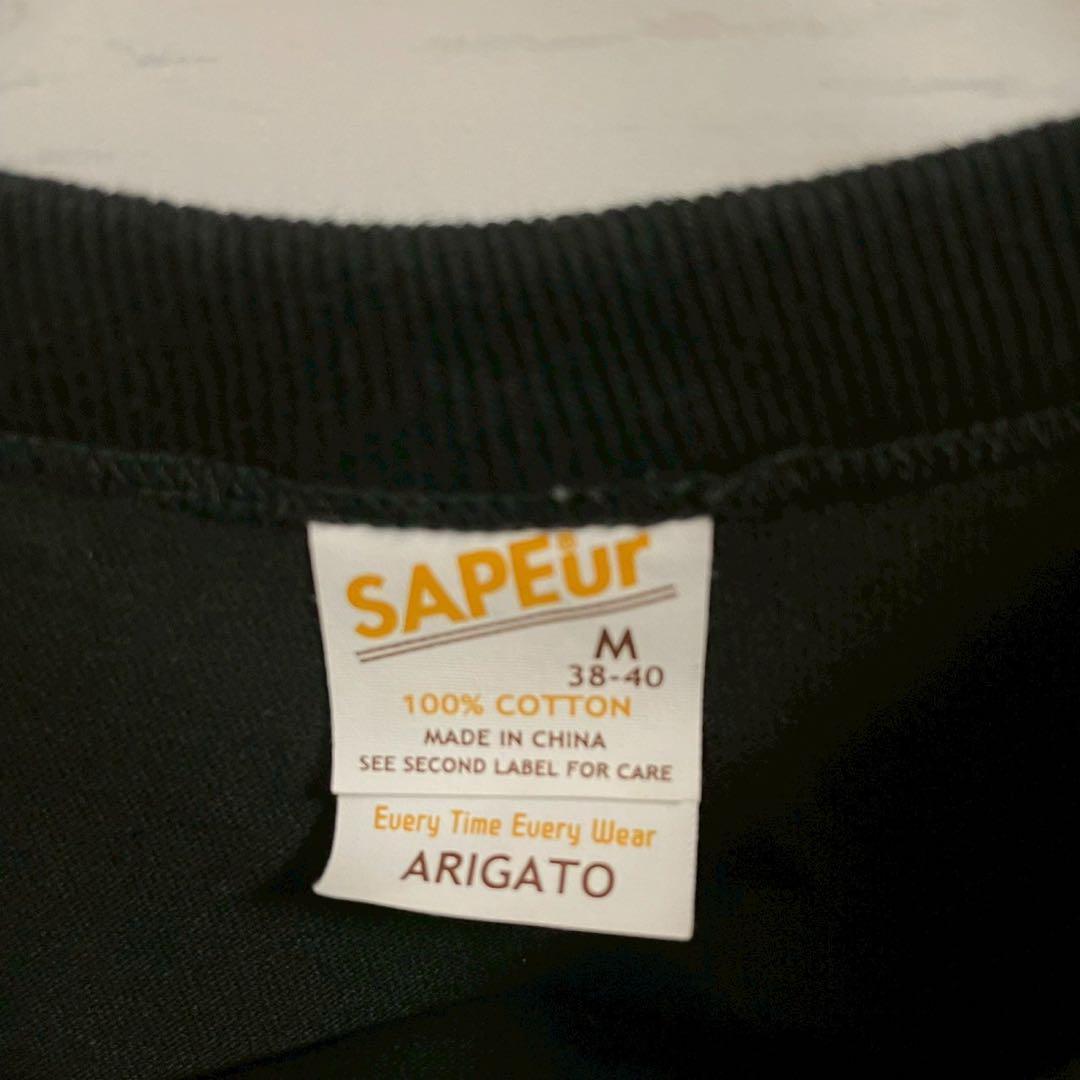 SAPEur®
M
38-40
100% COTTON
MADE IN CHINA
SEE SECOND LABEL FOR CARE
Every Time Every Wear
ARIGATO